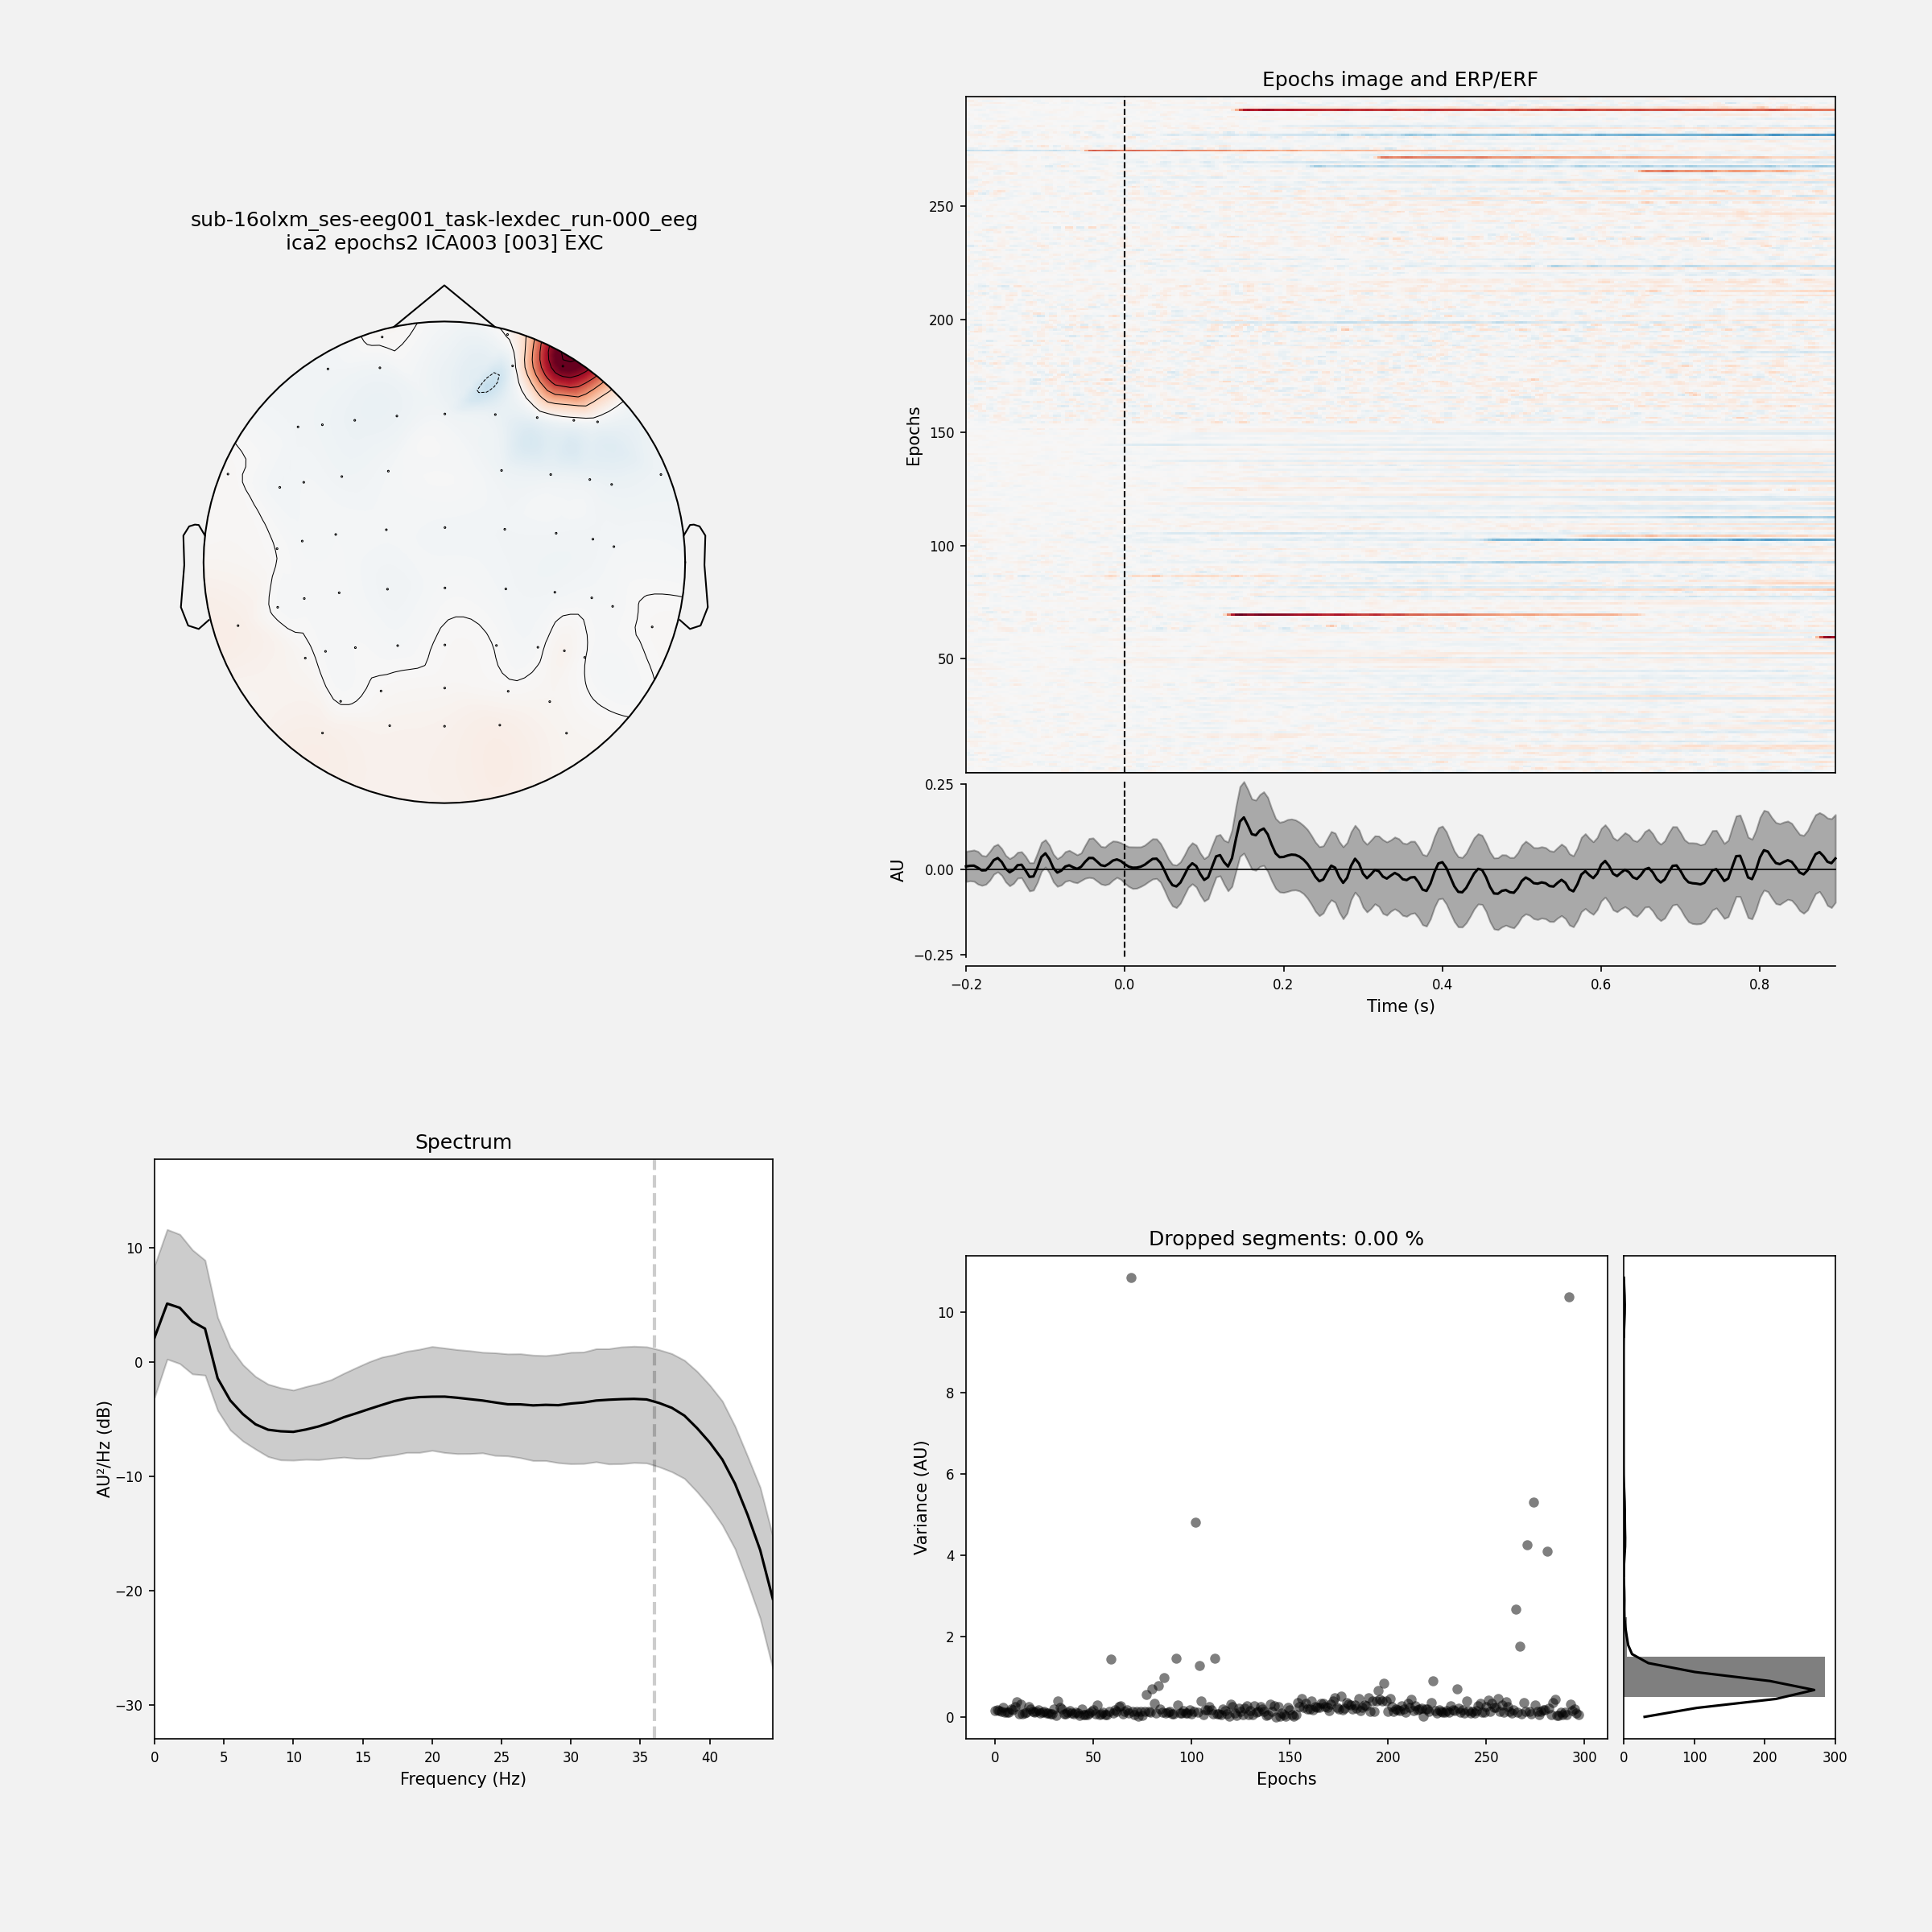 sub-16olxm_ses-eeg001_task-lexdec_run-000_eeg
ica2 epochs2 ICA003 [003] EXC
Epochs image and ERP/ERF
Epochs
250
200
150
100
50
AU
0.25
0.00
−0.25
−0.2 0.0 0.2 0.4 0.6 0.8
Time (s)
Spectrum
AU²/Hz (dB)
10
0
−10
−20
−30
0 5 10 15 20 25 30 35 40
Frequency (Hz)
Dropped segments: 0.00 %
Variance (AU)
10
8
6
4
2
0
0 50 100 150 200 250 300
Epochs
0 100 200 300